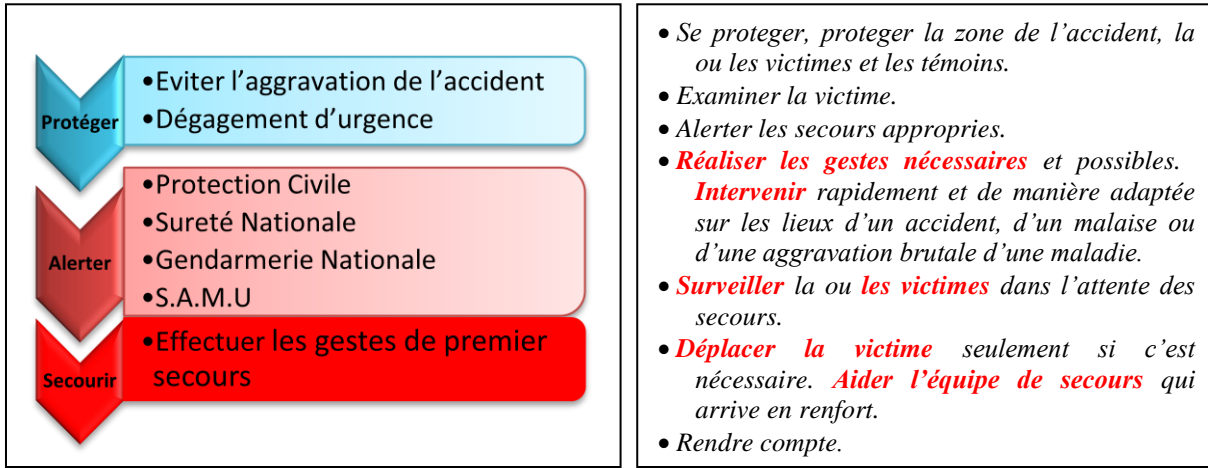 Protéger
•Eviter l’aggravation de l’accident
•Dégagement d’urgence
Alerter
•Protection Civile
•Sureté Nationale
•Gendarmerie Nationale
•S.A.M.U
Secourir
•Effectuer les gestes de premier
secours
• Se proteger, proteger la zone de l’accident, la
ou les victimes et les témoins.
• Examiner la victime.
• Alerter les secours appropries.
• Réaliser les gestes nécessaires et possibles.
Intervenir rapidement et de manière adaptée
sur les lieux d’un accident, d’un malaise ou
d’une aggravation brutale d’une maladie.
• Surveiller la ou les victimes dans l’attente des
secours.
• Déplacer la victime seulement si c’est
nécessaire. Aider l’équipe de secours qui
arrive en renfort.
• Rendre compte.